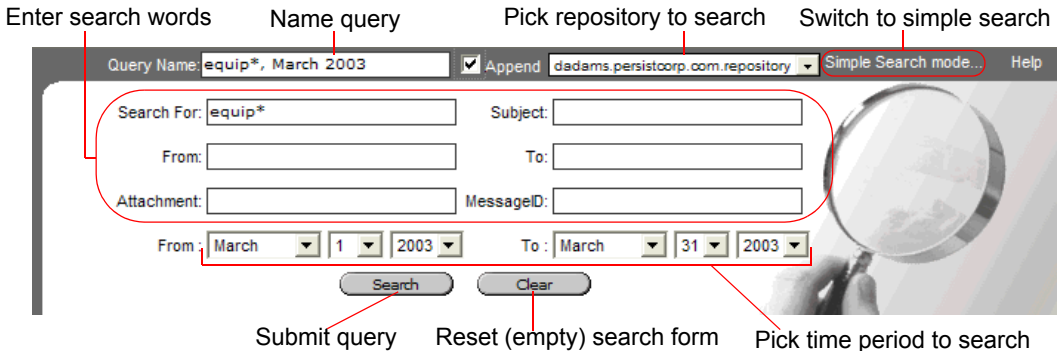 Enter search words Name query Pick repository to search Switch to simple search
Query Name: equip*, March 2003 Append dadams.persistcorp.com.repository Simple Search mode... Help
Search For: equip* Subject:
From: To:
Attachment: MessageID:
From : March 1 2003 To : March 31 2003
Search Clear
Submit query Reset (empty) search form Pick time period to search